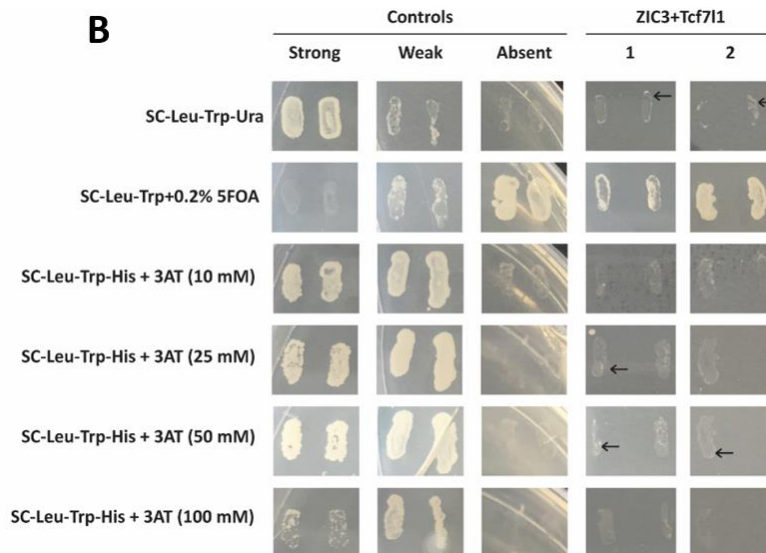 B
Controls ZIC3+Tcf7l1
Strong Weak Absent 1 2
SC-Leu-Trp-Ura
SC-Leu-Trp+0.2% 5FOA
SC-Leu-Trp-His + 3AT (10 mM)
SC-Leu-Trp-His + 3AT (25 mM)
SC-Leu-Trp-His + 3AT (50 mM)
SC-Leu-Trp-His + 3AT (100 mM)